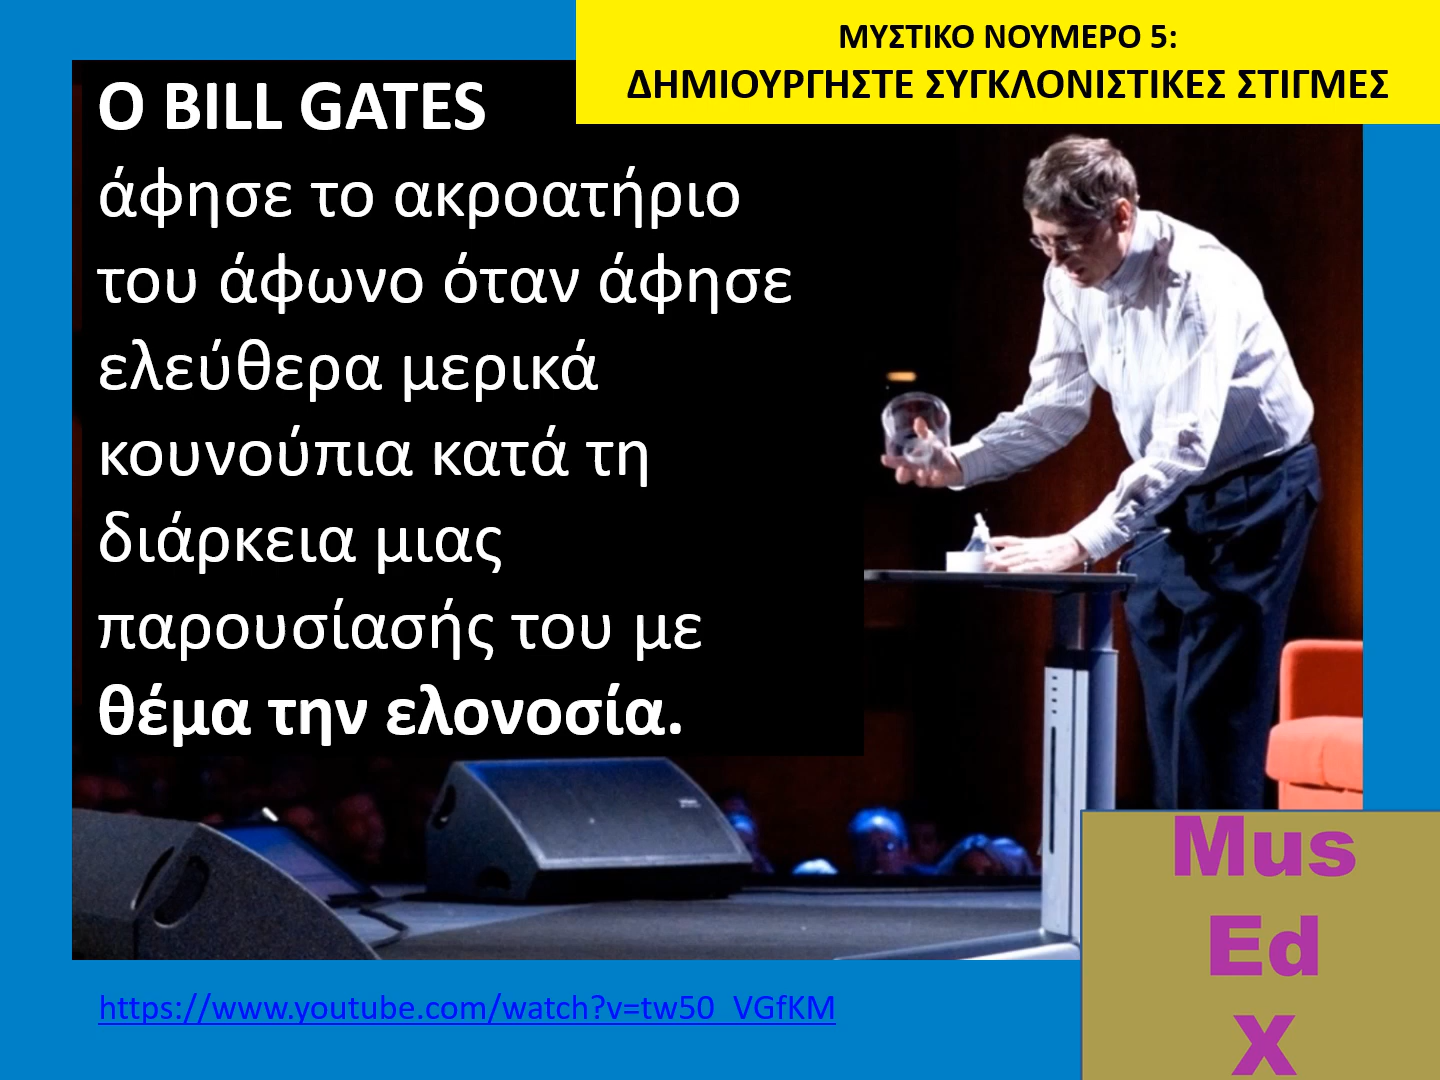 ΜΥΣΤΙΚΟ ΝΟΥΜΕΡΟ 5:
ΔΗΜΙΟΥΡΓΗΣΤΕ ΣΥΓΚΛΟΝΙΣΤΙΚΕΣ ΣΤΙΓΜΕΣ
Ο BILL GATES
άφησε το ακροατήριο
του άφωνο όταν άφησε
ελεύθερα μερικά
κουνούπια κατά τη
διάρκεια μιας
παρουσίασής του με
θέμα την ελονοσία.
https://www.youtube.com/watch?v=tw50_VGfKM
Mus
Ed
X